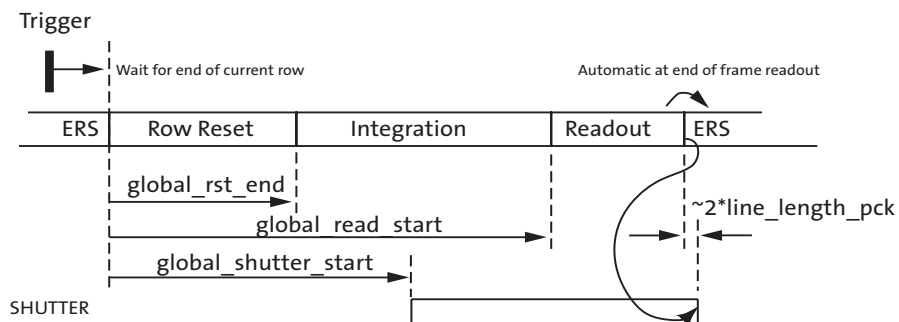 Trigger
Wait for end of current row
Automatic at end of frame readout
ERS Row Reset Integration Readout ERS
global_rst_end
~2*line_length_pck
global_read_start
global_shutter_start
SHUTTER